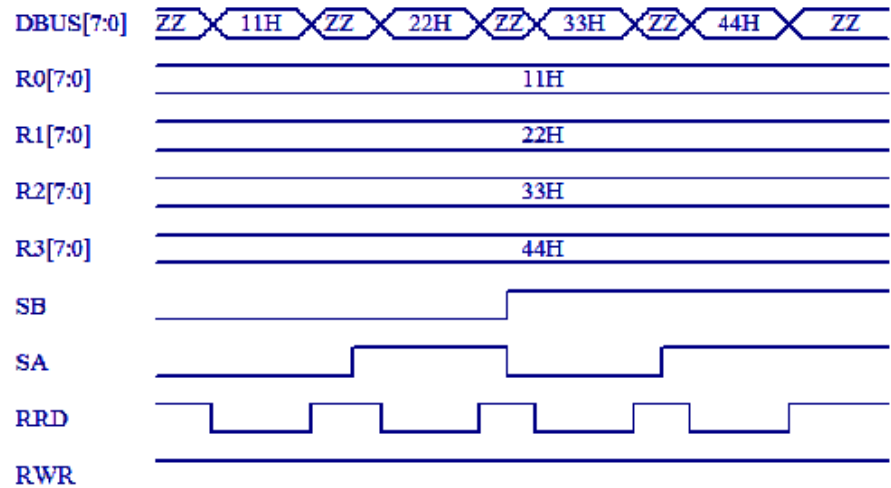 DBUS[7:0] ZZ 11H ZZ 22H ZZ 33H ZZ 44H ZZ
R0[7:0] 11H
R1[7:0] 22H
R2[7:0] 33H
R3[7:0] 44H
SB
SA
RRD
RWR